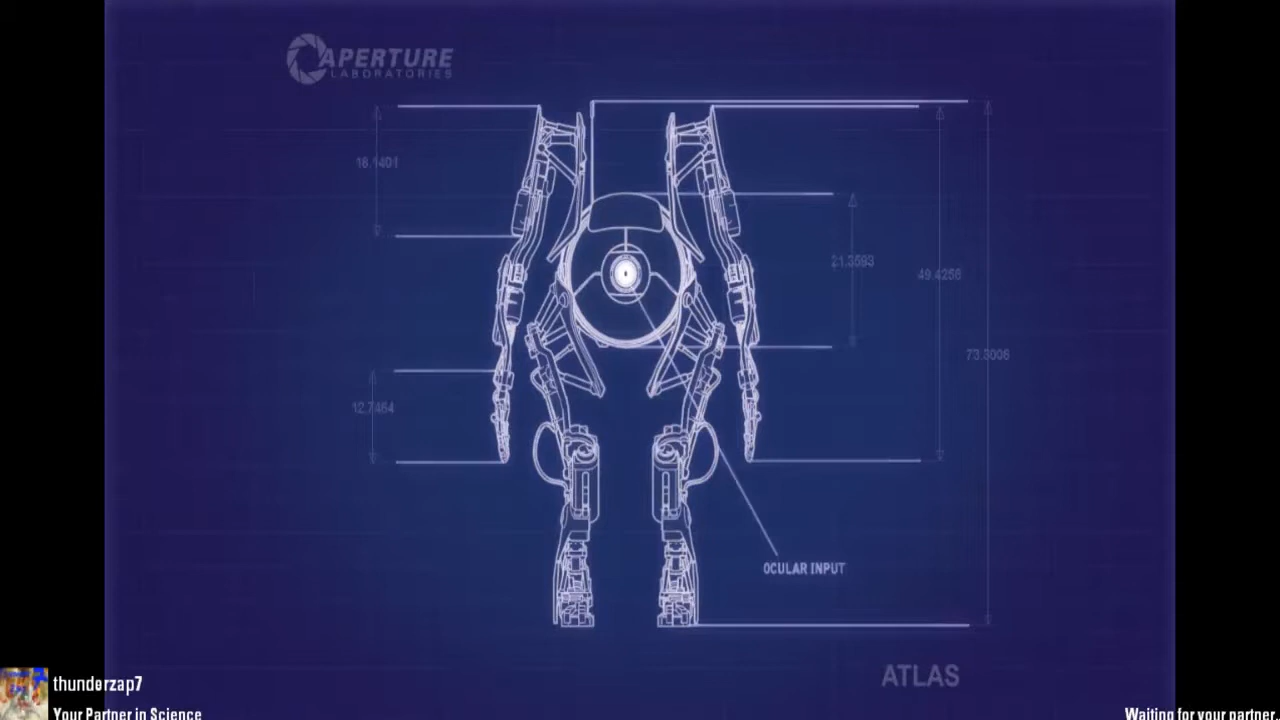 APERTURE
LABORATORIES
18.1401
21.3593
49.4256
73.3006
12.7464
OCULAR INPUT
ATLAS
thunderzap7
Your Partner in Science
Waiting for your partner